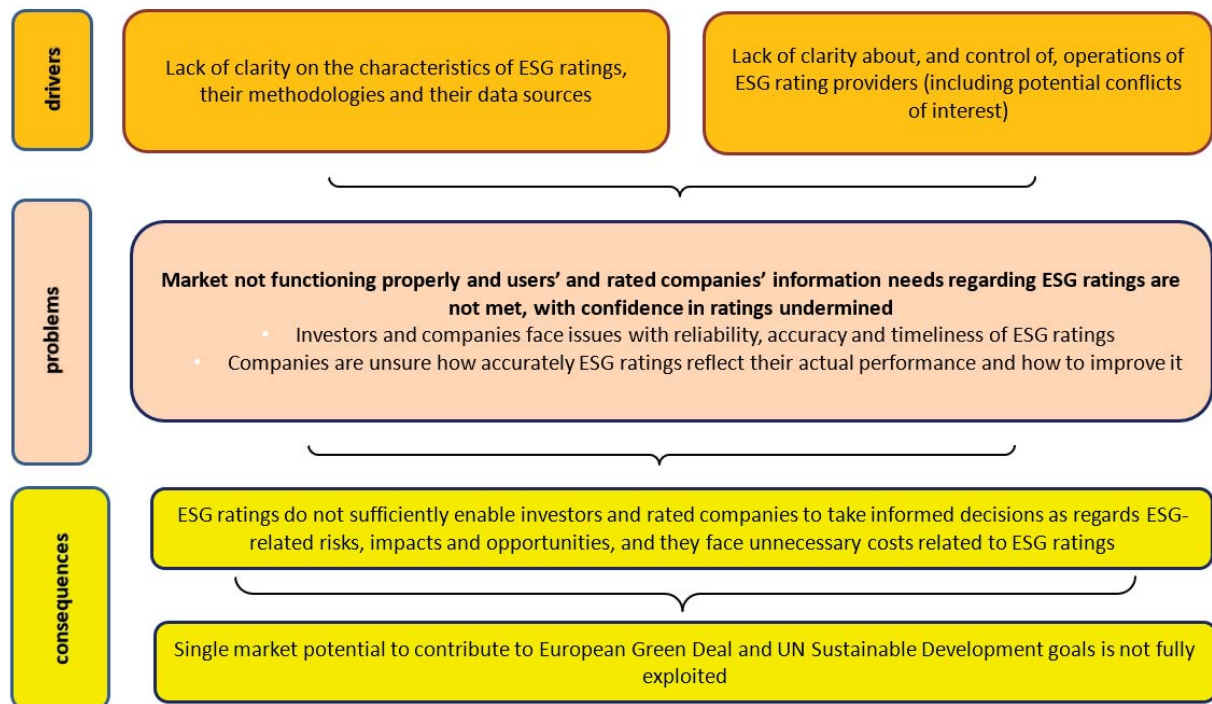 drivers
Lack of clarity on the characteristics of ESG ratings,
their methodologies and their data sources
Lack of clarity about, and control of, operations of
ESG rating providers (including potential conflicts
of interest)
problems
Market not functioning properly and users’ and rated companies’ information needs regarding ESG ratings are
not met, with confidence in ratings undermined
• Investors and companies face issues with reliability, accuracy and timeliness of ESG ratings
• Companies are unsure how accurately ESG ratings reflect their actual performance and how to improve it
consequences
ESG ratings do not sufficiently enable investors and rated companies to take informed decisions as regards ESG-
related risks, impacts and opportunities, and they face unnecessary costs related to ESG ratings
Single market potential to contribute to European Green Deal and UN Sustainable Development goals is not fully
exploited